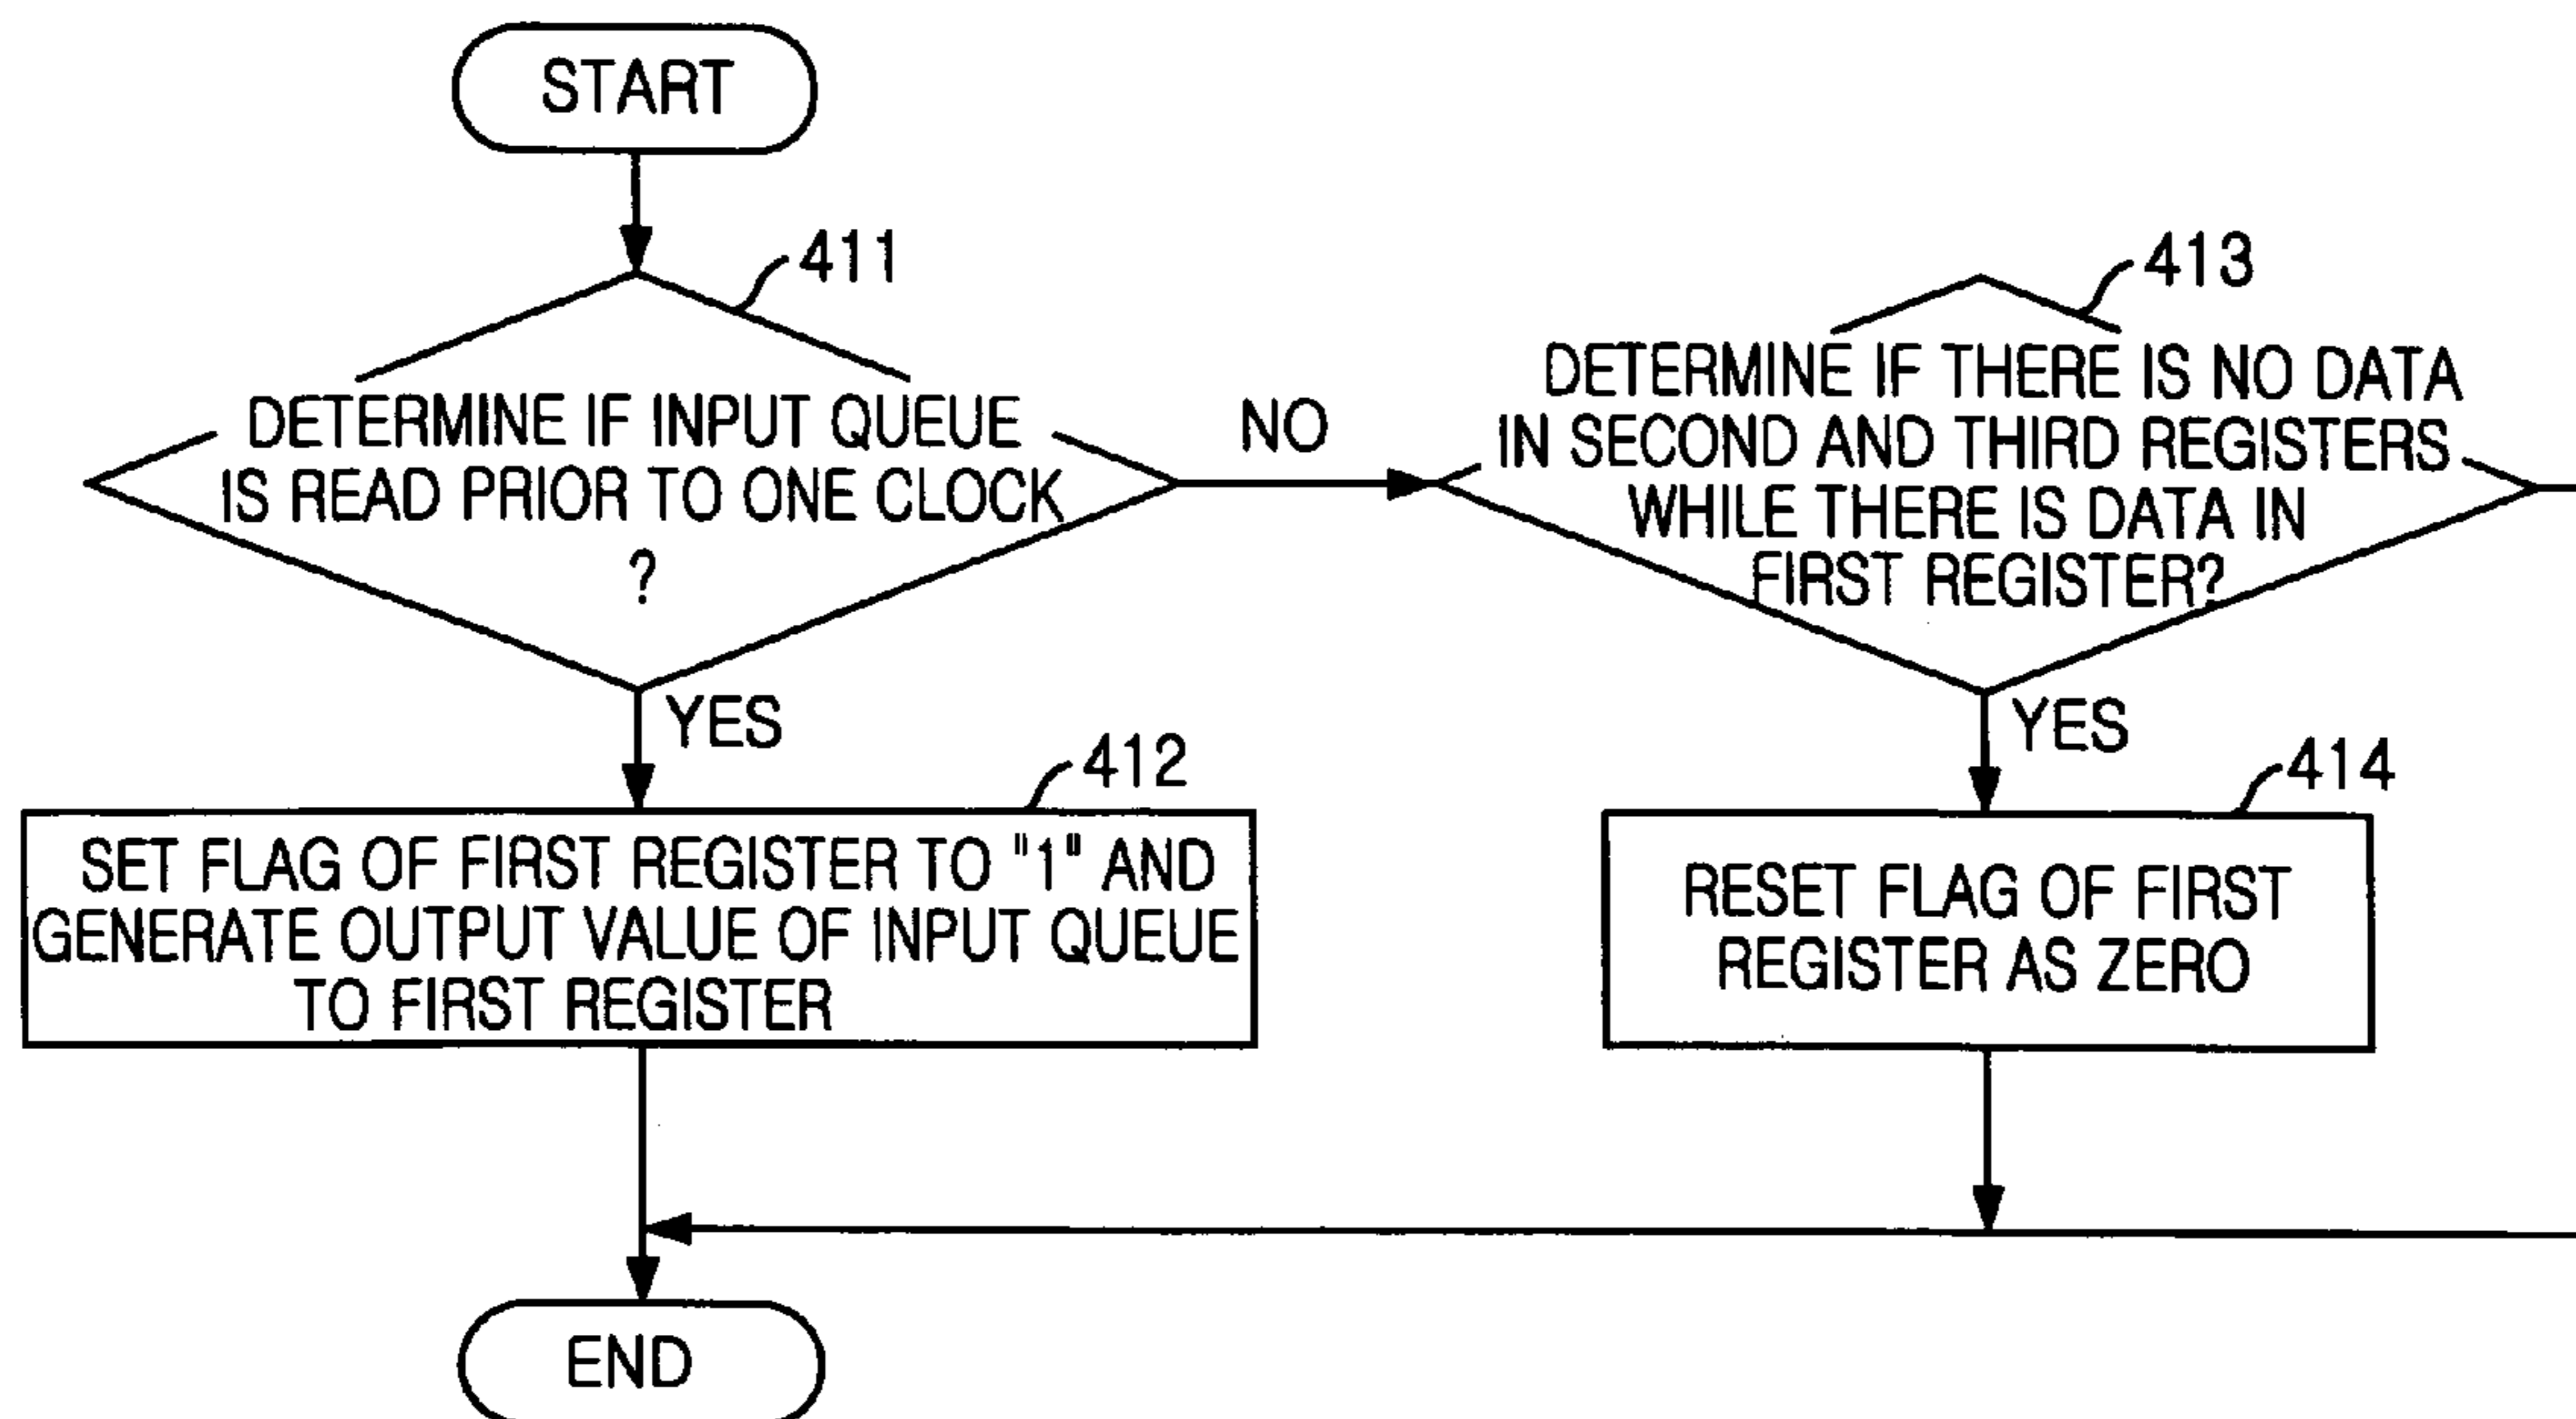 START
411
DETERMINE IF INPUT QUEUE
IS READ PRIOR TO ONE CLOCK
?
NO
413
DETERMINE IF THERE IS NO DATA
IN SECOND AND THIRD REGISTERS
WHILE THERE IS DATA IN
FIRST REGISTER?
YES
412
SET FLAG OF FIRST REGISTER TO "1" AND
GENERATE OUTPUT VALUE OF INPUT QUEUE
TO FIRST REGISTER
YES
414
RESET FLAG OF FIRST
REGISTER AS ZERO
END